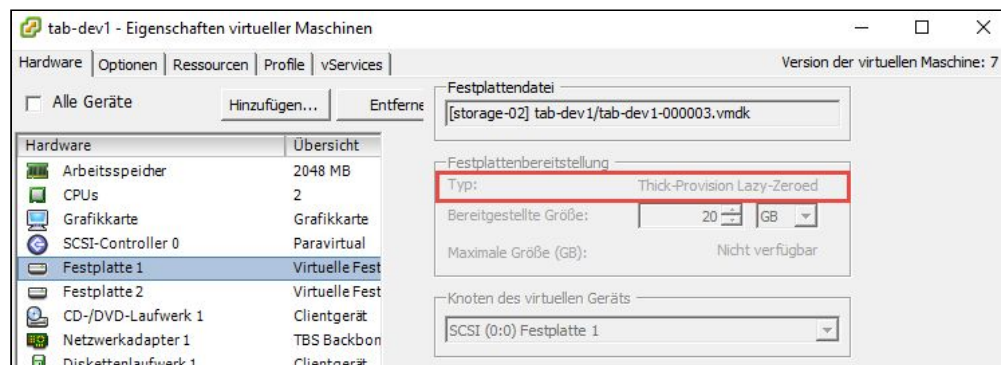 tab-dev1 - Eigenschaften virtueller Maschinen
Hardware Optionen Ressourcen Profile vServices Version der virtuellen Maschine: 7
Alle Geräte Hinzufügen... Entferne
Hardware Übersicht
Arbeitsspeicher 2048 MB
CPUs 2
Grafikkarte Grafikkarte
SCSI-Controller 0 Paravirtual
Festplatte 1 Virtuelle Fest
Festplatte 2 Virtuelle Fest
CD-/DVD-Laufwerk 1 Clientgerät
Netzwerkadapter 1 TBS Backbon
Diskettenlaufwerk 1 Clientgerät
Festplattendatei
[storage-02] tab-dev1/tab-dev1-000003.vmdk
Festplattenbereitstellung
Typ: Thick-Provision Lazy-Zeroed
Bereitgestellte Größe: 20 GB
Maximale Größe (GB): Nicht verfügbar
Knoten des virtuellen Geräts
SCSI (0:0) Festplatte 1